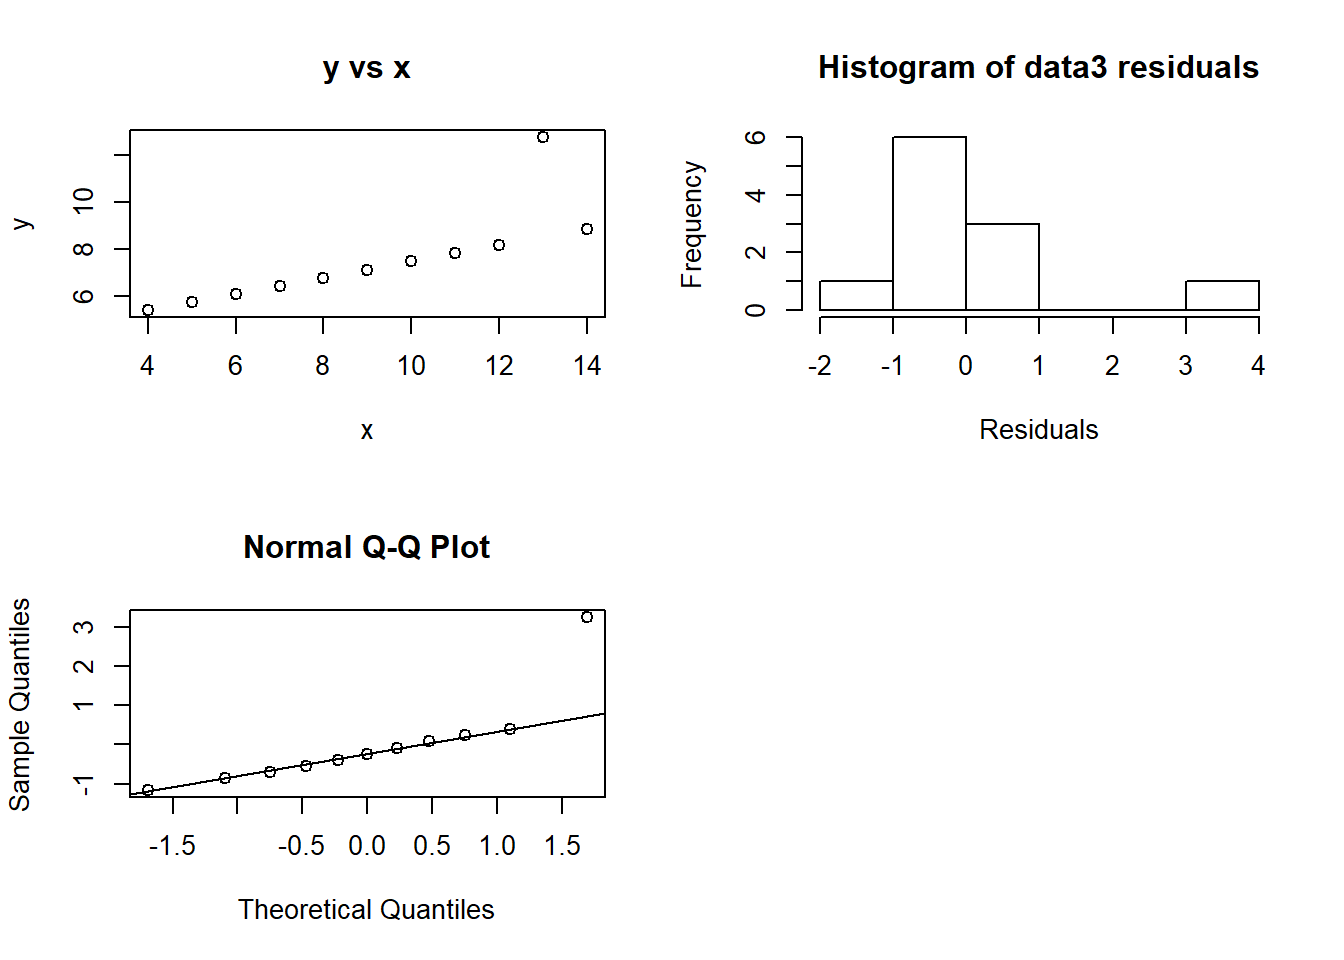 y vs x
y
6 8 10
4 6 8 10 12 14
x
Histogram of data3 residuals
Frequency
0 2 4 6
-2 -1 0 1 2 3 4
Residuals
Normal Q-Q Plot
Sample Quantiles
-1 1 2 3
-1.5 -0.5 0.0 0.5 1.0 1.5
Theoretical Quantiles